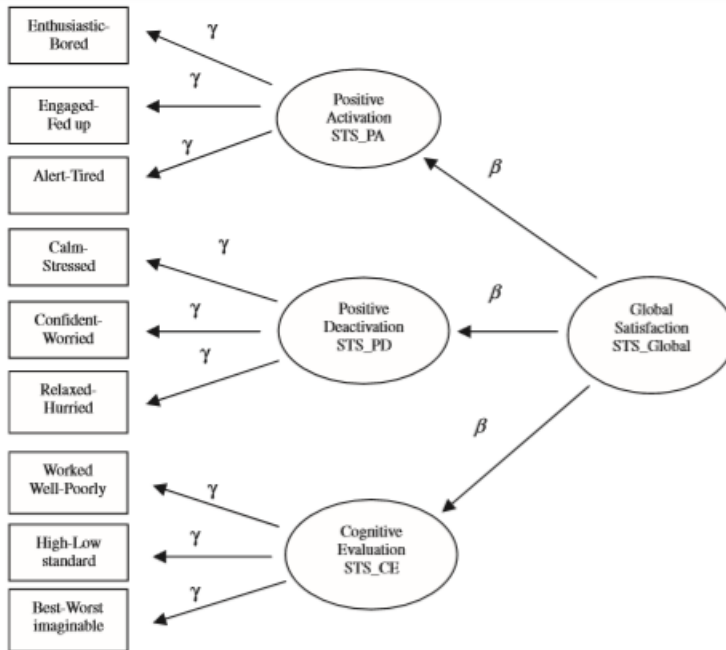 Enthusiastic-
Bored
γ
Engaged-
Fed up
γ
Alert-Tired
γ
Positive
Activation
STS_PA
β
Calm-
Stressed
γ
Confident-
Worried
γ
Relaxed-
Hurried
γ
Positive
Deactivation
STS_PD
β
Global
Satisfaction
STS_Global
Worked
Well-Poorly
γ
High-Low
standard
γ
Best-Worst
imaginable
γ
Cognitive
Evaluation
STS_CE
β